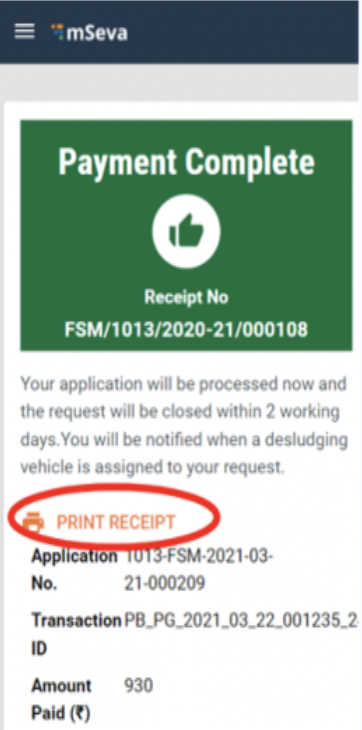 mSeva
Payment Complete
Receipt No
FSM/1013/2020-21/000108
Your application will be processed now and
the request will be closed within 2 working
days.You will be notified when a desludging
vehicle is assigned to your request.
PRINT RECEIPT
Application 1013-FSM-2021-03-
No. 21-000209
Transaction PB_PG_2021_03_22_001235_2
ID
Amount 930
Paid (₹)